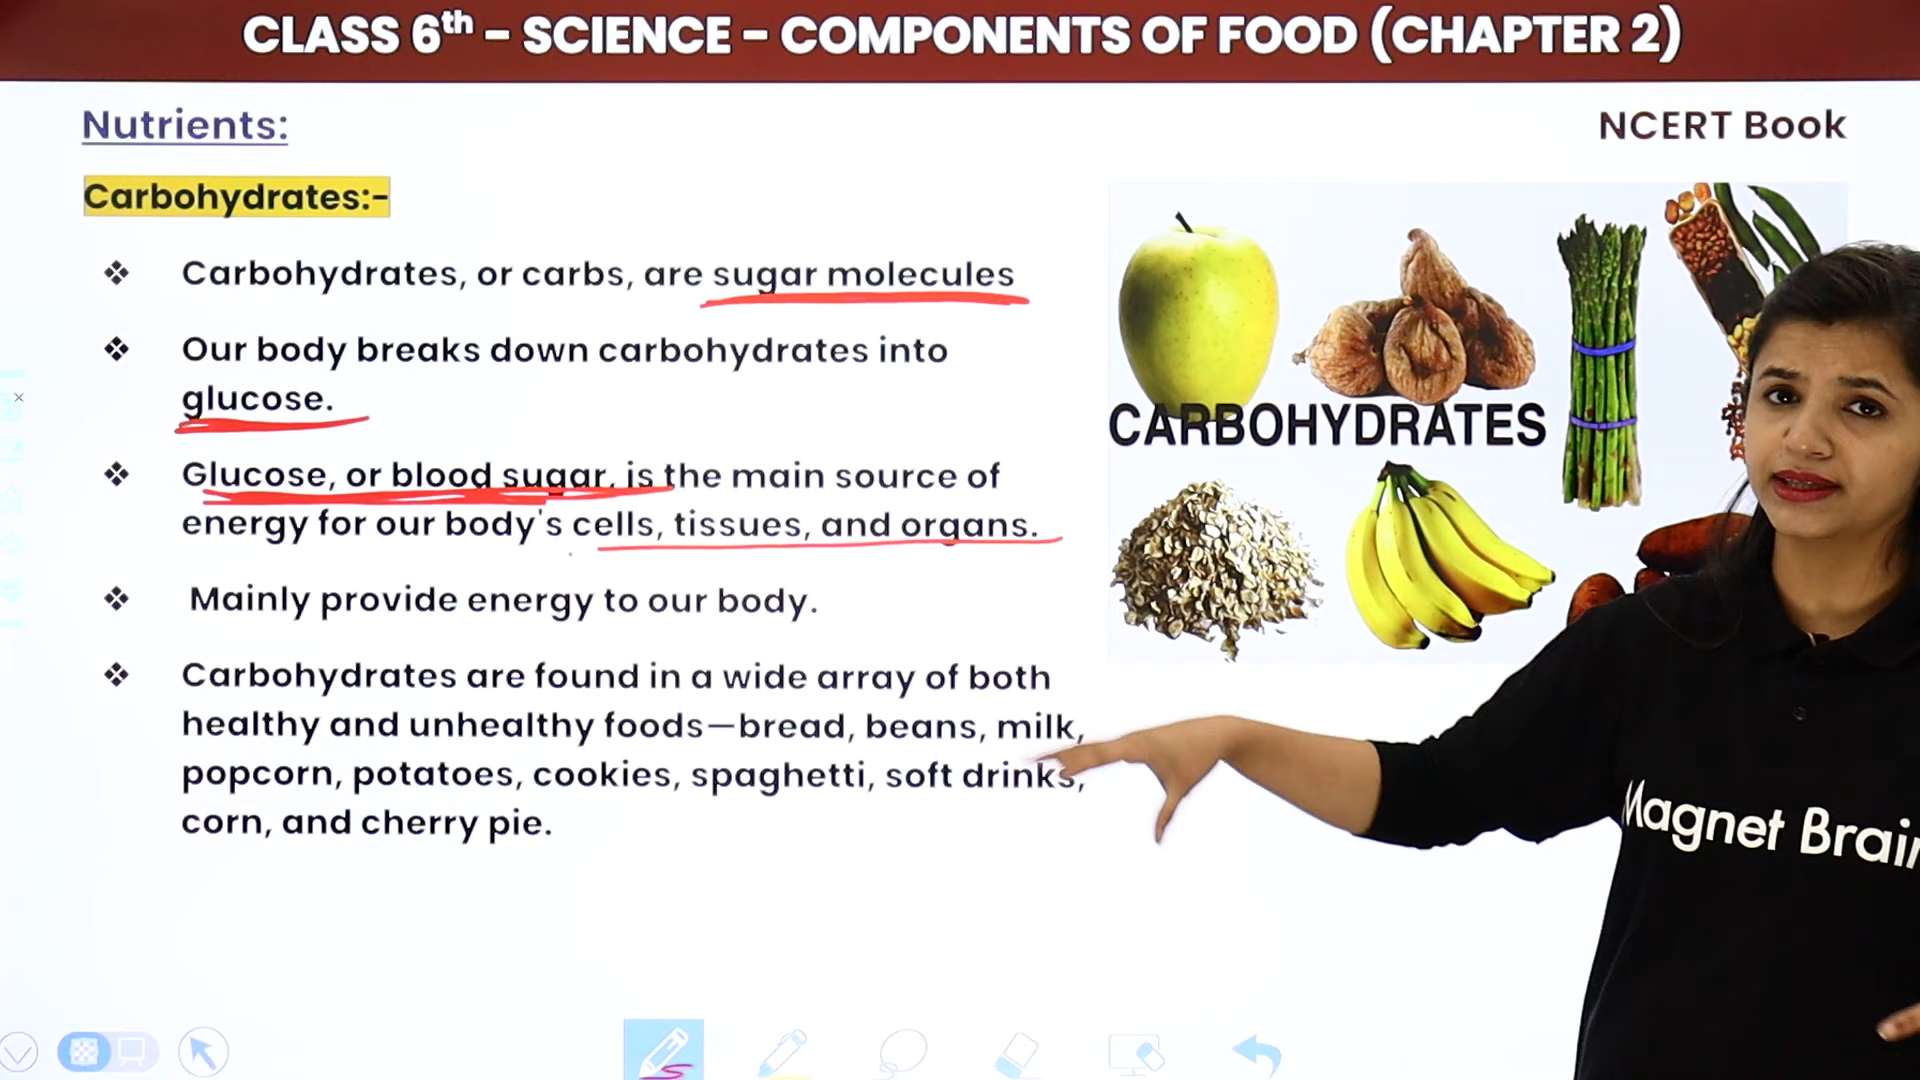 CLASS 6th – SCIENCE – COMPONENTS OF FOOD (CHAPTER 2)
Nutrients:
NCERT Book
Carbohydrates:-
❖ Carbohydrates, or carbs, are sugar molecules
❖ Our body breaks down carbohydrates into
glucose.
❖ Glucose, or blood sugar, is the main source of
energy for our body's cells, tissues, and organs.
❖ Mainly provide energy to our body.
❖ Carbohydrates are found in a wide array of both
healthy and unhealthy foods—bread, beans, milk,
popcorn, potatoes, cookies, spaghetti, soft drinks,
corn, and cherry pie.
CARBOHYDRATES
Magnet Brain